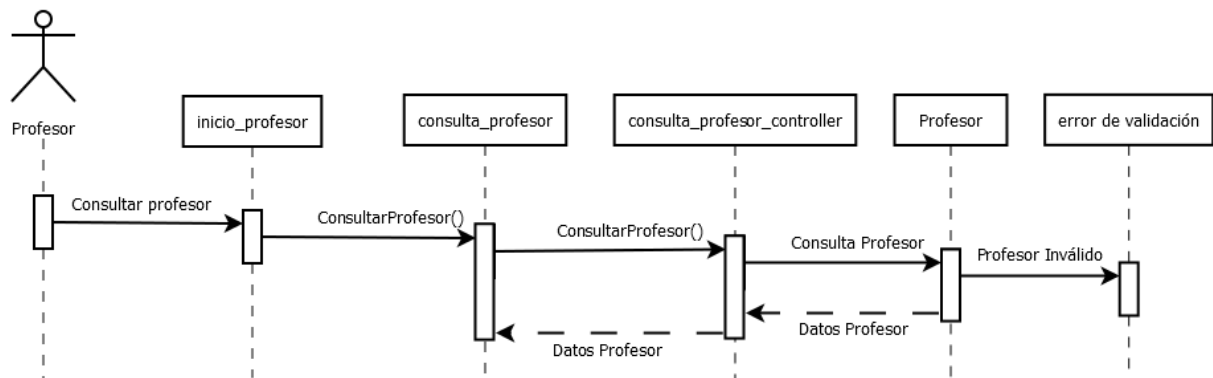 Profesor
inicio_profesor
consulta_profesor
consulta_profesor_controller
Profesor
error de validación
Consultar profesor
ConsultarProfesor()
ConsultarProfesor()
Consulta Profesor
Profesor Inválido
Datos Profesor
Datos Profesor